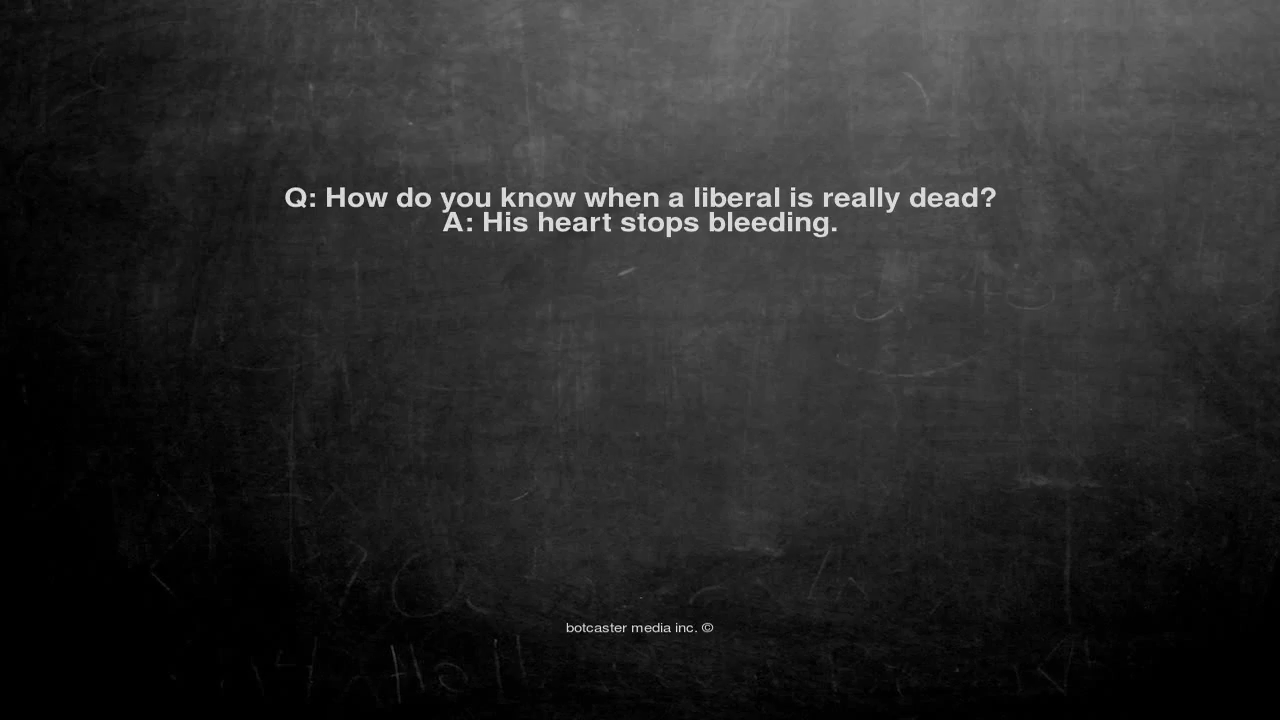 Q: How do you know when a liberal is really dead?
A: His heart stops bleeding.
botcaster media inc. ©